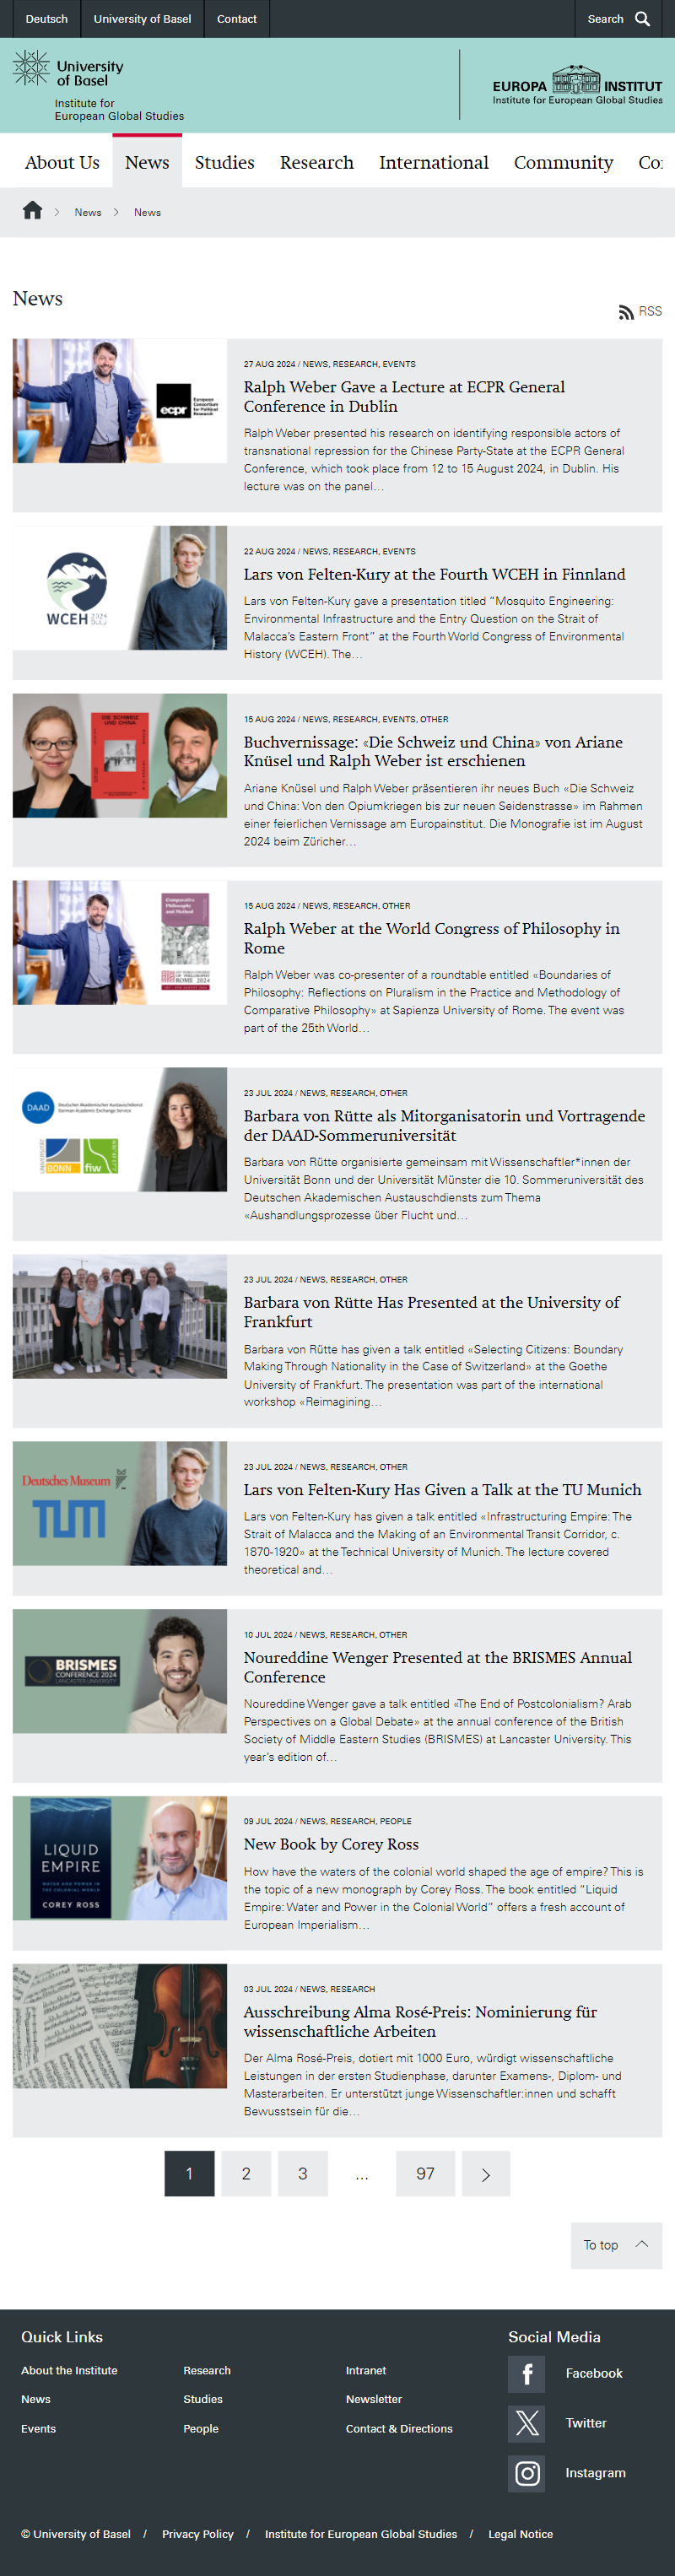 Deutsch
University of Basel
Contact
Search
University
of Basel
Institute for
European Global Studies
EUROPA INSTITUT
Institute for European Global Studies
About Us
News
Studies
Research
International
Community
News
News
News
RSS
27 AUG 2024 / NEWS, RESEARCH, EVENTS
Ralph Weber Gave a Lecture at ECPR General
Conference in Dublin
Ralph Weber presented his research on identifying responsible actors of
transnational repression for the Chinese Party-State at the ECPR General
Conference, which took place from 12 to 15 August 2024, in Dublin. His
lecture was on the panel…
ecpr
European
Consortium
for Political
Research
22 AUG 2024 / NEWS, RESEARCH, EVENTS
Lars von Felten-Kury at the Fourth WCEH in Finnland
Lars von Felten-Kury gave a presentation titled “Mosquito Engineering:
Environmental Infrastructure and the Entry Question on the Strait of
Malacca’s Eastern Front” at the Fourth World Congress of Environmental
History (WCEH). The…
WCEH 2024
15 AUG 2024 / NEWS, RESEARCH, EVENTS, OTHER
Buchvernissage: «Die Schweiz und China» von Ariane
Knüsel und Ralph Weber ist erschienen
Ariane Knüsel und Ralph Weber präsentieren ihr neues Buch «Die Schweiz
und China: Von den Opiumkriegen bis zur neuen Seidenstrasse» im Rahmen
einer feierlichen Vernissage am Europainstitut. Die Monografie ist im August
2024 beim Züricher…
DIE SCHWEIZ
UND CHINA
15 AUG 2024 / NEWS, RESEARCH, OTHER
Ralph Weber at the World Congress of Philosophy in
Rome
Ralph Weber was co-presenter of a roundtable entitled «Boundaries of
Philosophy: Reflections on Pluralism in the Practice and Methodology of
Comparative Philosophy» at Sapienza University of Rome. The event was
part of the 25th World…
Comparative
Philosophy
and Method
ROME 2024
23 JUL 2024 / NEWS, RESEARCH, OTHER
Barbara von Rütte als Mitorganisatorin und Vortragende
der DAAD-Sommeruniversität
Barbara von Rütte organisierte gemeinsam mit Wissenschaftler*innen der
Universität Bonn und der Universität Münster die 10. Sommeruniversität des
Deutschen Akademischen Austauschdiensts zum Thema
«Aushandlungsprozesse über Flucht und…
DAAD
Deutscher Akademischer Austauschdienst
German Academic Exchange Service
UNIVERSITÄT
BONN
fiw
23 JUL 2024 / NEWS, RESEARCH, OTHER
Barbara von Rütte Has Presented at the University of
Frankfurt
Barbara von Rütte has given a talk entitled «Selecting Citizens: Boundary
Making Through Nationality in the Case of Switzerland» at the Goethe
University of Frankfurt. The presentation was part of the international
workshop «Reimagining…
23 JUL 2024 / NEWS, RESEARCH, OTHER
Lars von Felten-Kury Has Given a Talk at the TU Munich
Lars von Felten-Kury has given a talk entitled «Infrastructuring Empire: The
Strait of Malacca and the Making of an Environmental Transit Corridor, c.
1870-1920» at the Technical University of Munich. The lecture covered
theoretical and…
Deutsches Museum
TUM
10 JUL 2024 / NEWS, RESEARCH, OTHER
Noureddine Wenger Presented at the BRISMES Annual
Conference
Noureddine Wenger gave a talk entitled «The End of Postcolonialism? Arab
Perspectives on a Global Debate» at the annual conference of the British
Society of Middle Eastern Studies (BRISMES) at Lancaster University. This
year’s edition of…
BRISMES
CONFERENCE 2024
LANCASTER UNIVERSITY
09 JUL 2024 / NEWS, RESEARCH, PEOPLE
New Book by Corey Ross
How have the waters of the colonial world shaped the age of empire? This is
the topic of a new monograph by Corey Ross. The book entitled “Liquid
Empire: Water and Power in the Colonial World” offers a fresh account of
European Imperialism…
LIQUID
EMPIRE
WATER AND POWER IN
THE COLONIAL WORLD
COREY ROSS
03 JUL 2024 / NEWS, RESEARCH
Ausschreibung Alma Rosé-Preis: Nominierung für
wissenschaftliche Arbeiten
Der Alma Rosé-Preis, dotiert mit 1000 Euro, würdigt wissenschaftliche
Leistungen in der ersten Studienphase, darunter Examens-, Diplom- und
Masterarbeiten. Er unterstützt junge Wissenschaftler:innen und schafft
Bewusstsein für die…
1 2 3 ... 97
To top
Quick Links
About the Institute
News
Events
Research
Studies
People
Intranet
Newsletter
Contact & Directions
Social Media
Facebook
Twitter
Instagram
© University of Basel / Privacy Policy / Institute for European Global Studies / Legal Notice